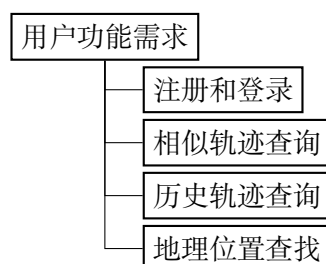 用户功能需求
注册和登录
相似轨迹查询
历史轨迹查询
地理位置查找